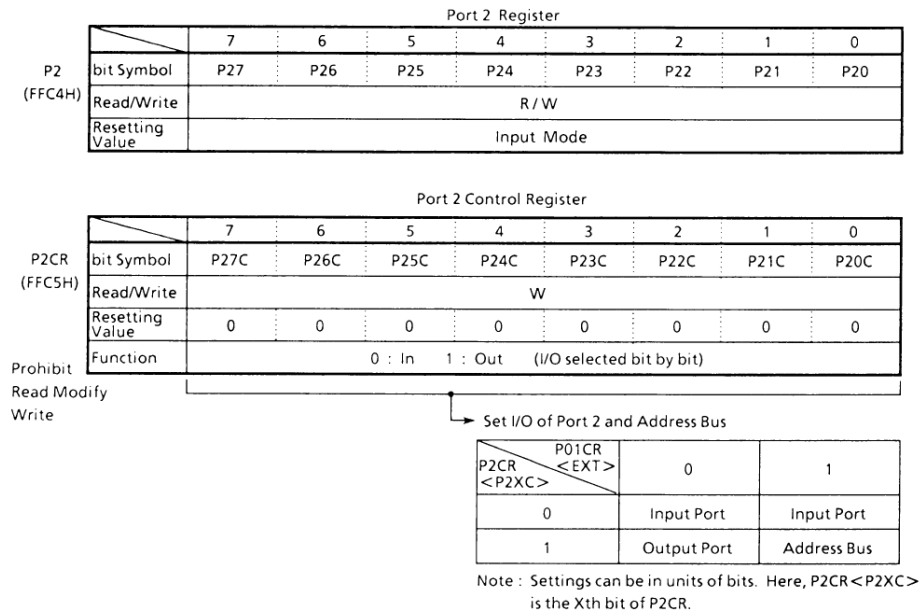 Port 2 Register
7 6 5 4 3 2 1 0
P2 (FFC4H)
bit Symbol P27 P26 P25 P24 P23 P22 P21 P20
Read/Write R/W
Resetting Value Input Mode
Port 2 Control Register
7 6 5 4 3 2 1 0
P2CR (FFC5H)
bit Symbol P27C P26C P25C P24C P23C P22C P21C P20C
Read/Write W
Resetting Value 0 0 0 0 0 0 0 0
Function 0 : In 1 : Out (I/O selected bit by bit)
Prohibit
Read Modify
Write
Set I/O of Port 2 and Address Bus
P01CR
<EXT>
P2CR
<P2XC>
0 1
0 Input Port Input Port
1 Output Port Address Bus
Note : Settings can be in units of bits. Here, P2CR<P2XC>
is the Xth bit of P2CR.